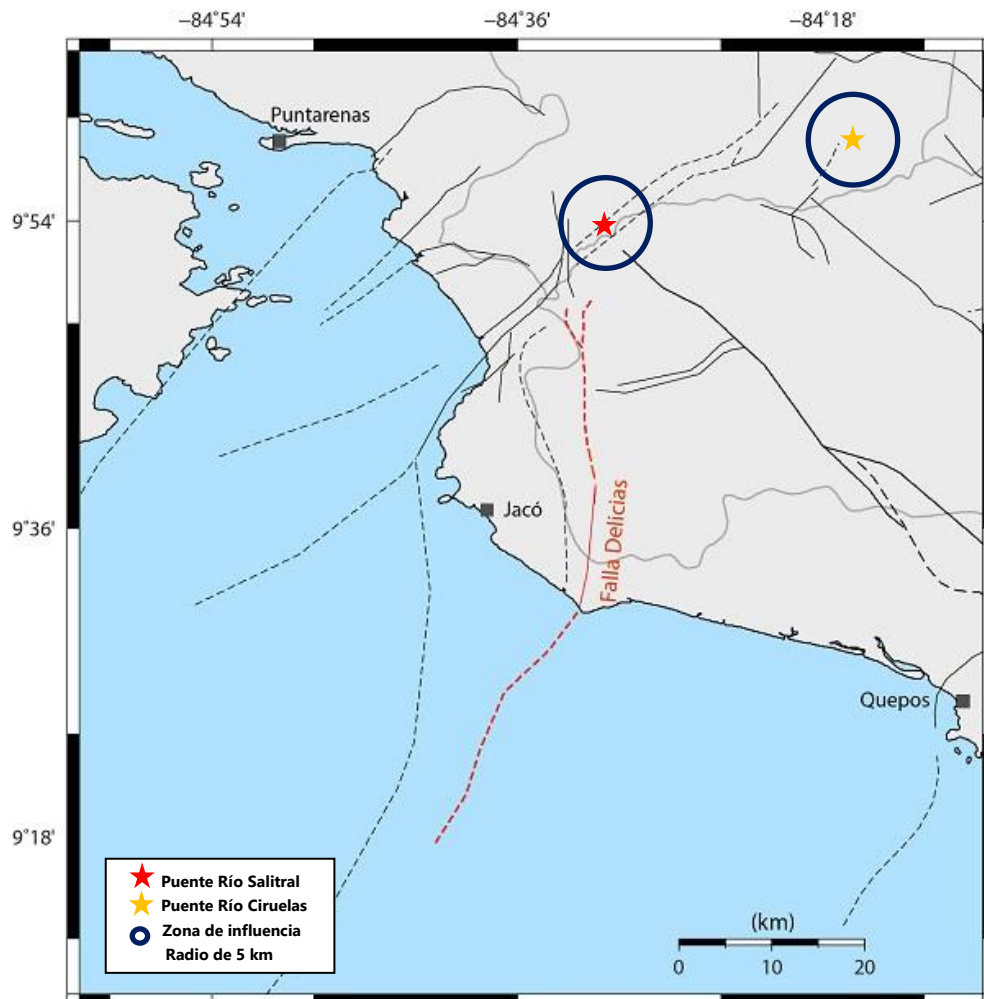 −84˚54'
−84˚36'
−84˚18'
Puntarenas
9˚54'
Jacó
9˚36'
Falla Delicias
Quepos
9˚18'
Puente Río Salitral
Puente Río Ciruelas
Zona de influencia
Radio de 5 km
(km)
0 10 20